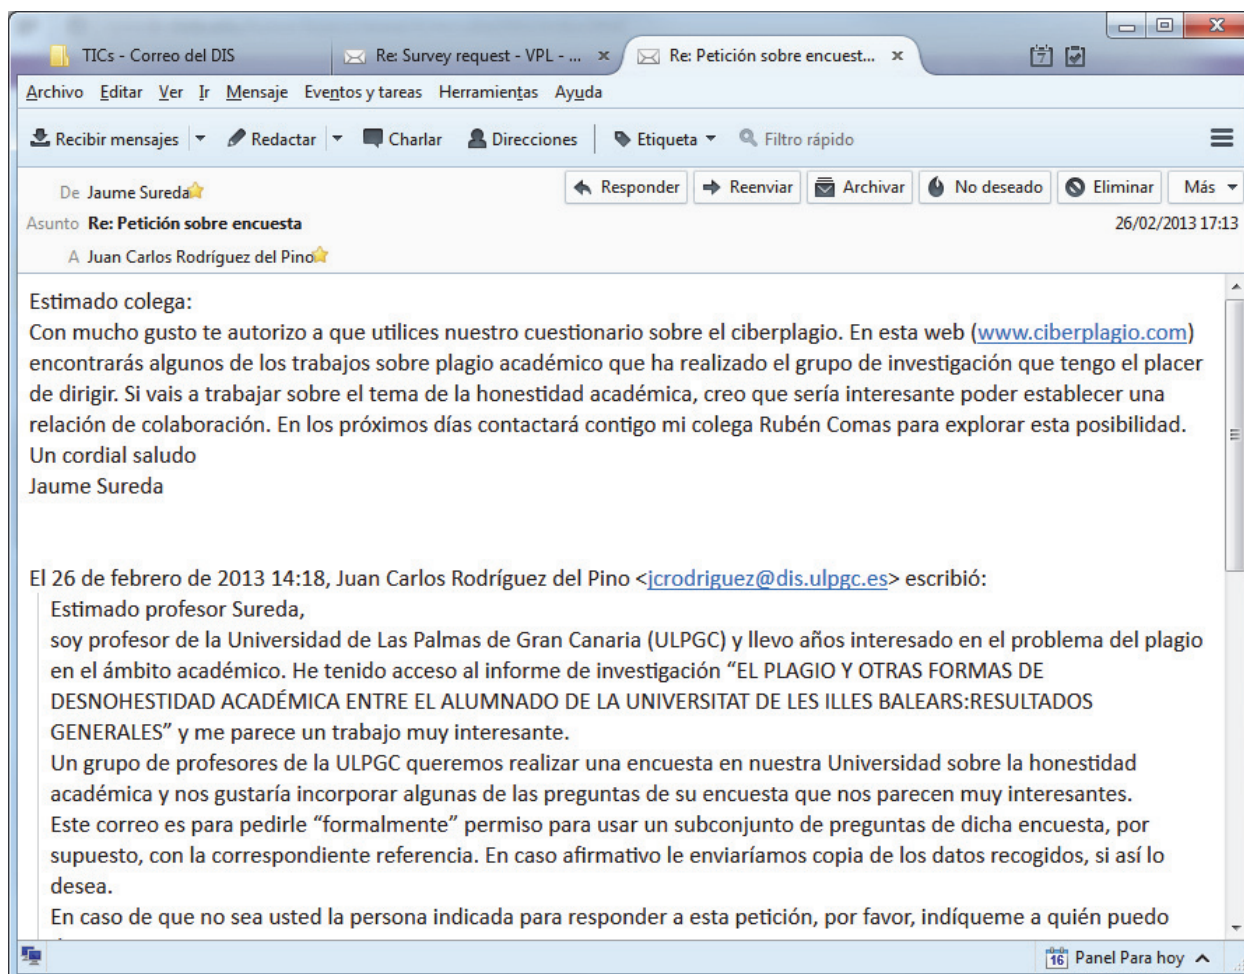 TICs - Correo del DIS
Re: Survey request - VPL - ...
Re: Petición sobre encuest...
7
Archivo Editar Ver Ir Mensaje Eventos y tareas Herramientas Ayuda
Recibir mensajes Redactar Charlar Direcciones Etiqueta Filtro rápido
De Jaume Sureda
Responder Reenviar Archivar No deseado Eliminar Más
Asunto Re: Petición sobre encuesta
26/02/2013 17:13
A Juan Carlos Rodríguez del Pino
Estimado colega:
Con mucho gusto te autorizo a que utilices nuestro cuestionario sobre el ciberplagio. En esta web (www.ciberplagio.com)
encontrarás algunos de los trabajos sobre plagio académico que ha realizado el grupo de investigación que tengo el placer
de dirigir. Si vais a trabajar sobre el tema de la honestidad académica, creo que sería interesante poder establecer una
relación de colaboración. En los próximos días contactará contigo mi colega Rubén Comas para explorar esta posibilidad.
Un cordial saludo
Jaume Sureda
El 26 de febrero de 2013 14:18, Juan Carlos Rodríguez del Pino <jcrodriguez@dis.ulpgc.es> escribió:
Estimado profesor Sureda,
soy profesor de la Universidad de Las Palmas de Gran Canaria (ULPGC) y llevo años interesado en el problema del plagio
en el ámbito académico. He tenido acceso al informe de investigación “EL PLAGIO Y OTRAS FORMAS DE
DESNOHESTIDAD ACADÉMICA ENTRE EL ALUMNADO DE LA UNIVERSITAT DE LES ILLES BALEARS:RESULTADOS
GENERALES” y me parece un trabajo muy interesante.
Un grupo de profesores de la ULPGC queremos realizar una encuesta en nuestra Universidad sobre la honestidad
académica y nos gustaría incorporar algunas de las preguntas de su encuesta que nos parecen muy interesantes.
Este correo es para pedirle “formalmente” permiso para usar un subconjunto de preguntas de dicha encuesta, por
supuesto, con la correspondiente referencia. En caso afirmativo le enviaríamos copia de los datos recogidos, si así lo
desea.
En caso de que no sea usted la persona indicada para responder a esta petición, por favor, indíqueme a quién puedo
16 Panel Para hoy